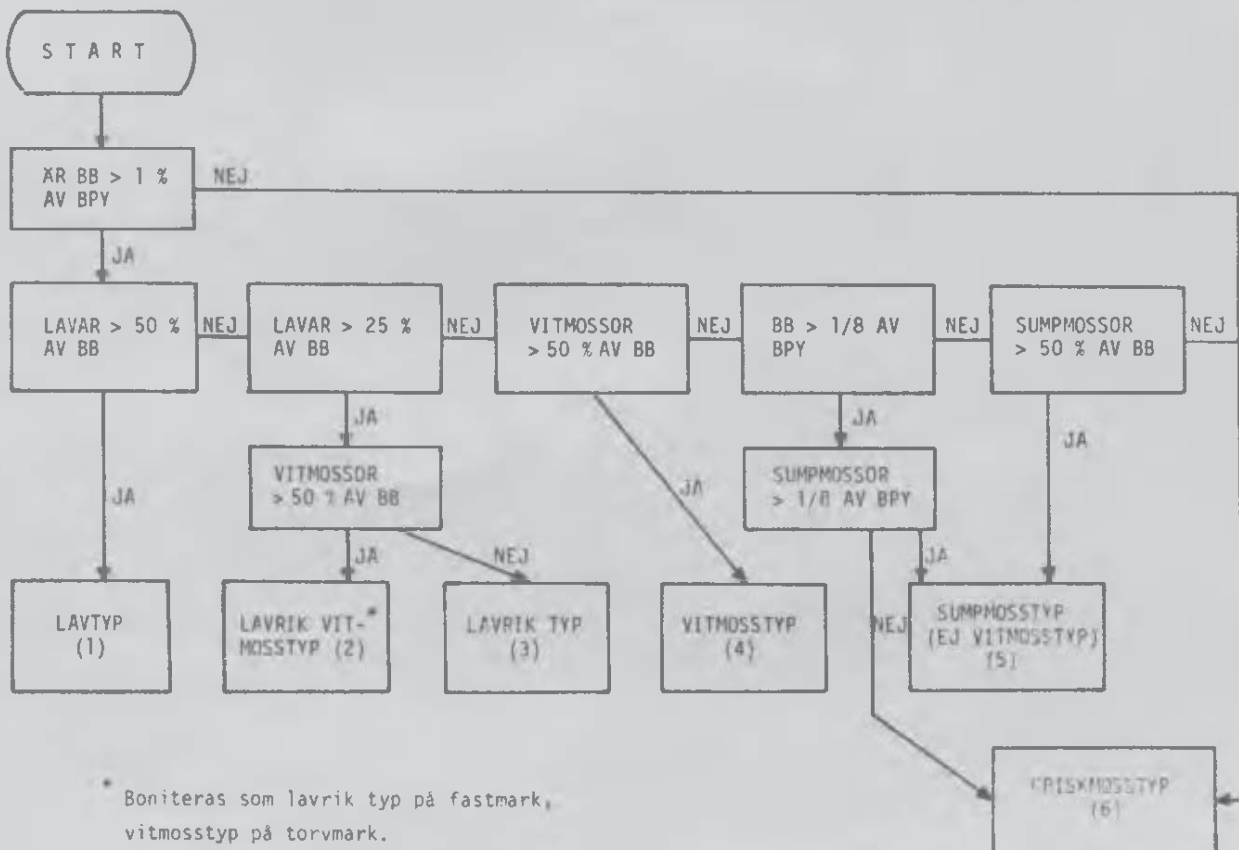 START
ÄR BB > 1 %
AV BPY
NEJ
JA
LAVAR > 50 %
AV BB
NEJ
LAVAR > 25 %
AV BB
NEJ
VITMOSSOR
> 50 % AV BB
NEJ
BB > 1/8 AV
BPY
NEJ
SUMPMOSSOR
> 50 % AV BB
NEJ
JA
JA
JA
JA
JA
VITMOSSOR
> 50 % AV BB
SUMPMOSSOR
> 1/8 AV BPY
JA
NEJ
JA
NEJ
LAVTYP
(1)
LAVRIK VIT-*
MOSSTYP (2)
LAVRIK TYP
(3)
VITMOSSTYP
(4)
SUMPMOSSTYP
(EJ VITMOSSTYP)
(5)
FRISKMOSSTYP
(6)
* Boniteras som lavrik typ på fastmark,
vitmosstyp på torvmark.